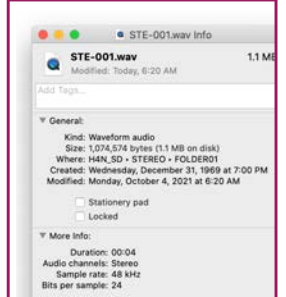 STE-001.wav Info
STE-001.wav 1.1 MB
Modified: Today, 6:20 AM
Add Tags...
General:
Kind: Waveform audio
Size: 1,074,574 bytes (1.1 MB on disk)
Where: H4N_SD • STEREO • FOLDER01
Created: Wednesday, December 31, 1969 at 7:00 PM
Modified: Monday, October 4, 2021 at 6:20 AM
Stationery pad
Locked
More Info:
Duration: 00:04
Audio channels: Stereo
Sample rate: 48 kHz
Bits per sample: 24